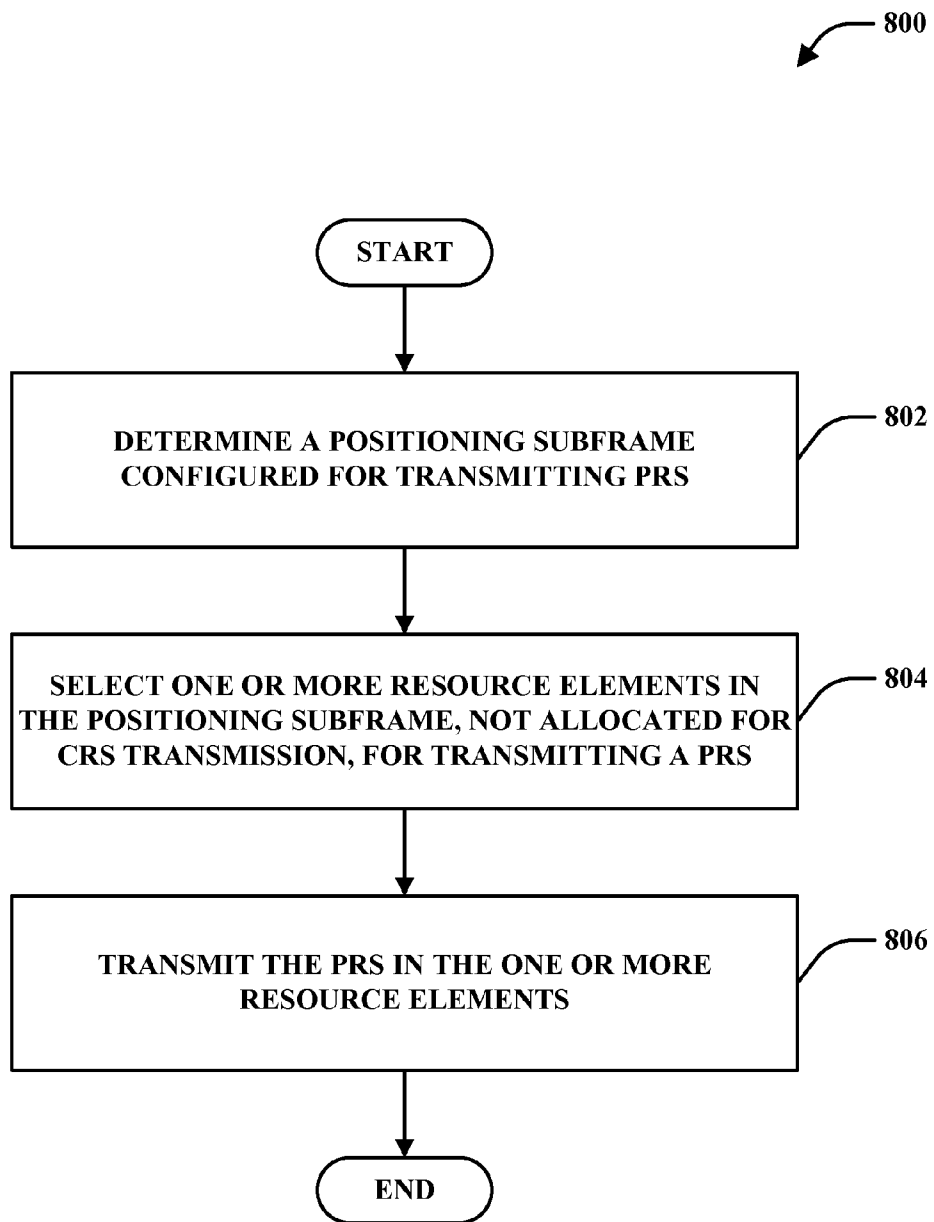 800
START
DETERMINE A POSITIONING SUBFRAME
CONFIGURED FOR TRANSMITTING PRS
802
SELECT ONE OR MORE RESOURCE ELEMENTS IN
THE POSITIONING SUBFRAME, NOT ALLOCATED FOR
CRS TRANSMISSION, FOR TRANSMITTING A PRS
804
TRANSMIT THE PRS IN THE ONE OR MORE
RESOURCE ELEMENTS
806
END